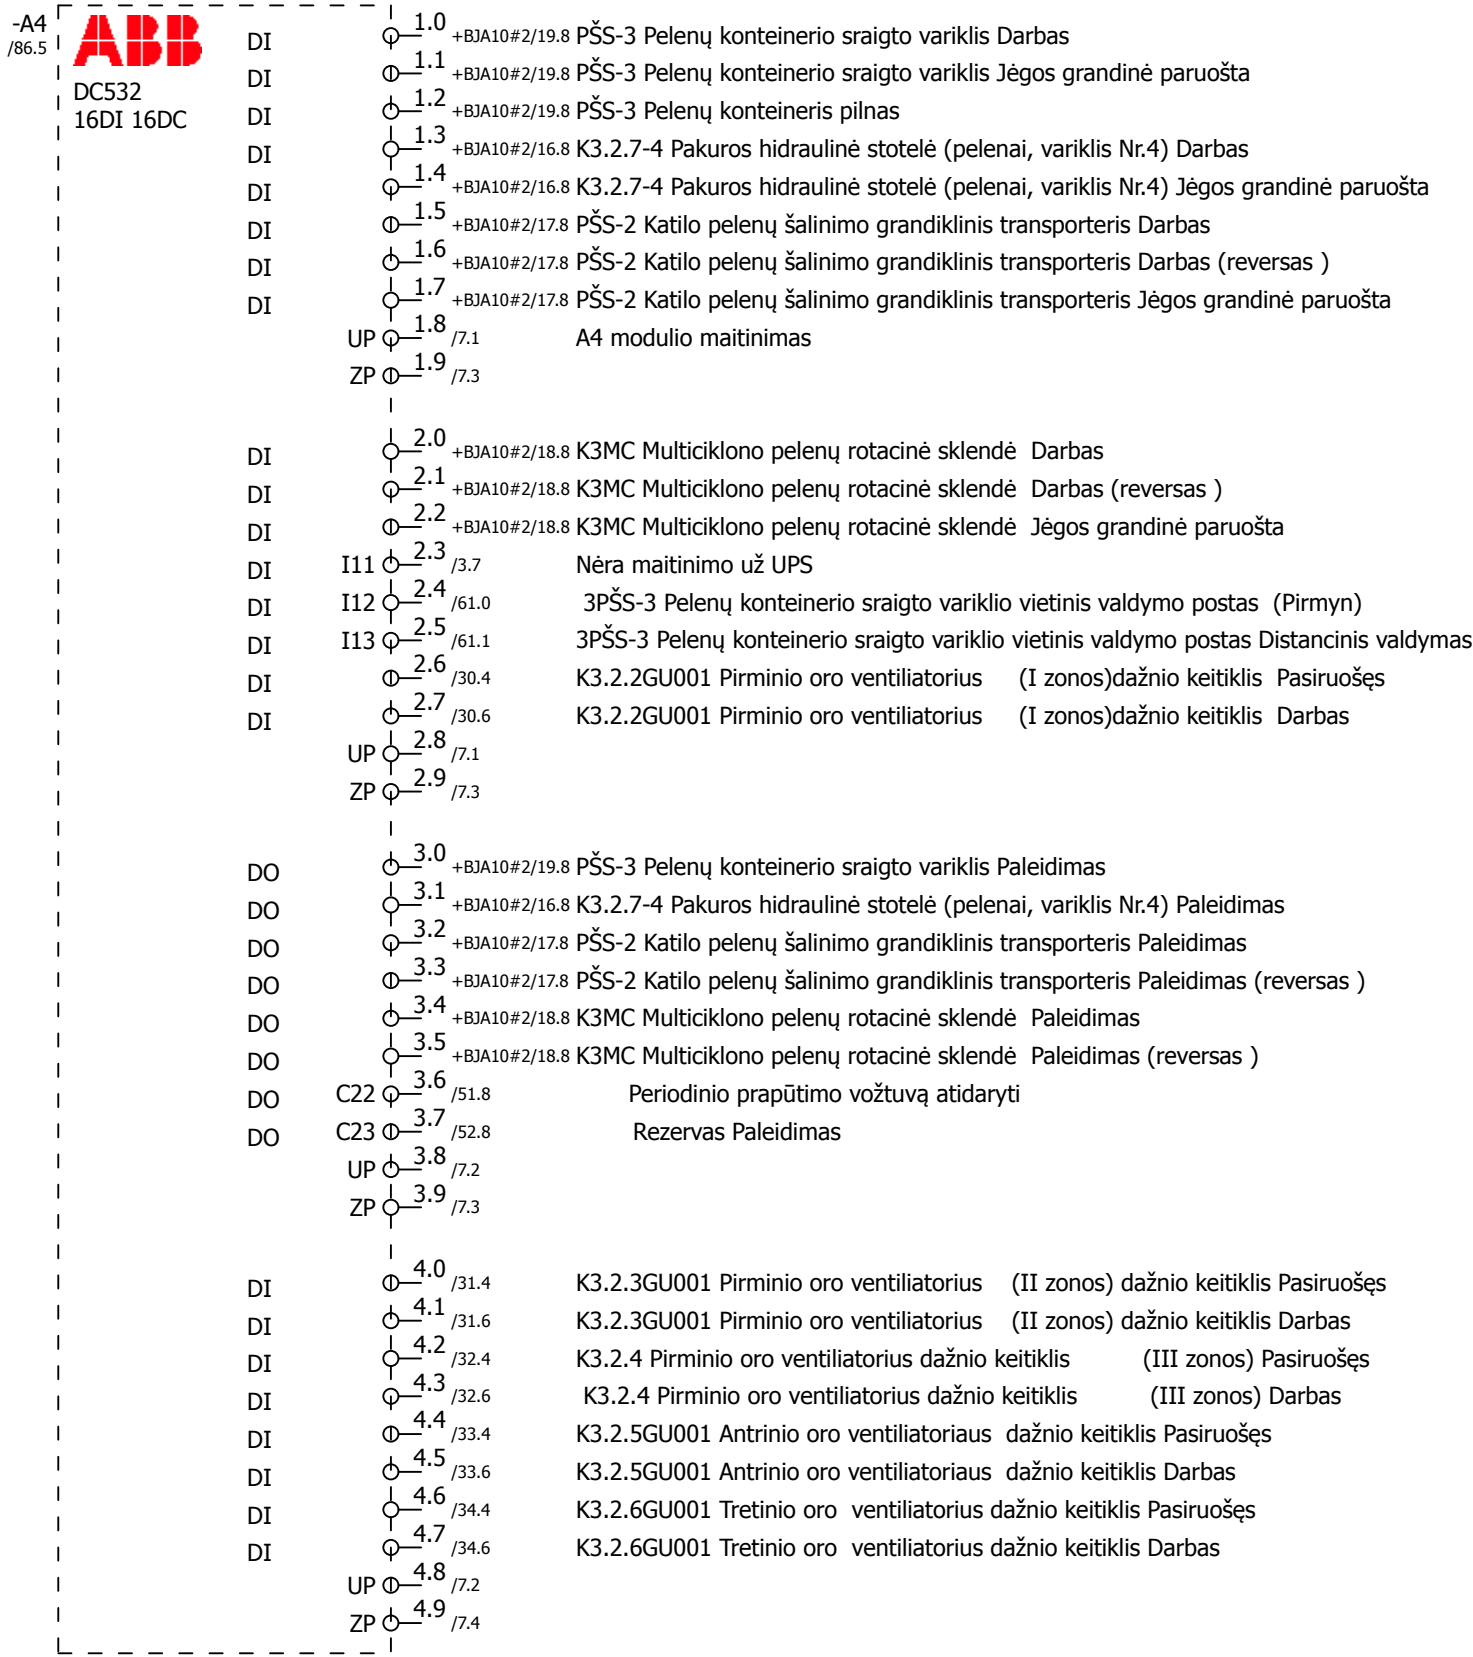 -A4
/86.5
ABB
DC532
16DI 16DC
DI 1.0 +BJA10#2/19.8 PŠS-3 Pelenų konteinerio sraigto variklis Darbas
DI 1.1 +BJA10#2/19.8 PŠS-3 Pelenų konteinerio sraigto variklis Jėgos grandinė paruošta
DI 1.2 +BJA10#2/19.8 PŠS-3 Pelenų konteineris pilnas
DI 1.3 +BJA10#2/16.8 K3.2.7-4 Pakuros hidraulinė stotelė (pelenai, variklis Nr.4) Darbas
DI 1.4 +BJA10#2/16.8 K3.2.7-4 Pakuros hidraulinė stotelė (pelenai, variklis Nr.4) Jėgos grandinė paruošta
DI 1.5 +BJA10#2/17.8 PŠS-2 Katilo pelenų šalinimo grandiklinis transporteris Darbas
DI 1.6 +BJA10#2/17.8 PŠS-2 Katilo pelenų šalinimo grandiklinis transporteris Darbas (reversas )
DI 1.7 +BJA10#2/17.8 PŠS-2 Katilo pelenų šalinimo grandiklinis transporteris Jėgos grandinė paruošta
UP 1.8 /7.1 A4 modulio maitinimas
ZP 1.9 /7.3
DI 2.0 +BJA10#2/18.8 K3MC Multiciklono pelenų rotacinė sklendė Darbas
DI 2.1 +BJA10#2/18.8 K3MC Multiciklono pelenų rotacinė sklendė Darbas (reversas )
DI 2.2 +BJA10#2/18.8 K3MC Multiciklono pelenų rotacinė sklendė Jėgos grandinė paruošta
DI I11 2.3 /3.7 Nėra maitinimo už UPS
DI I12 2.4 /61.0 3PŠS-3 Pelenų konteinerio sraigto variklio vietinis valdymo postas (Pirmyn)
DI I13 2.5 /61.1 3PŠS-3 Pelenų konteinerio sraigto variklio vietinis valdymo postas Distancinis valdymas
DI 2.6 /30.4 K3.2.2GU001 Pirminio oro ventiliatorius (I zonos)dažnio keitiklis Pasiruošęs
DI 2.7 /30.6 K3.2.2GU001 Pirminio oro ventiliatorius (I zonos)dažnio keitiklis Darbas
UP 2.8 /7.1
ZP 2.9 /7.3
DO 3.0 +BJA10#2/19.8 PŠS-3 Pelenų konteinerio sraigto variklis Paleidimas
DO 3.1 +BJA10#2/16.8 K3.2.7-4 Pakuros hidraulinė stotelė (pelenai, variklis Nr.4) Paleidimas
DO 3.2 +BJA10#2/17.8 PŠS-2 Katilo pelenų šalinimo grandiklinis transporteris Paleidimas
DO 3.3 +BJA10#2/17.8 PŠS-2 Katilo pelenų šalinimo grandiklinis transporteris Paleidimas (reversas )
DO 3.4 +BJA10#2/18.8 K3MC Multiciklono pelenų rotacinė sklendė Paleidimas
DO 3.5 +BJA10#2/18.8 K3MC Multiciklono pelenų rotacinė sklendė Paleidimas (reversas )
DO C22 3.6 /51.8 Periodinio prapūtimo vožtuvą atidaryti
DO C23 3.7 /52.8 Rezervas Paleidimas
UP 3.8 /7.2
ZP 3.9 /7.3
DI 4.0 /31.4 K3.2.3GU001 Pirminio oro ventiliatorius (II zonos) dažnio keitiklis Pasiruošęs
DI 4.1 /31.6 K3.2.3GU001 Pirminio oro ventiliatorius (II zonos) dažnio keitiklis Darbas
DI 4.2 /32.4 K3.2.4 Pirminio oro ventiliatorius dažnio keitiklis (III zonos) Pasiruošęs
DI 4.3 /32.6 K3.2.4 Pirminio oro ventiliatorius dažnio keitiklis (III zonos) Darbas
DI 4.4 /33.4 K3.2.5GU001 Antrinio oro ventiliatoriaus dažnio keitiklis Pasiruošęs
DI 4.5 /33.6 K3.2.5GU001 Antrinio oro ventiliatoriaus dažnio keitiklis Darbas
DI 4.6 /34.4 K3.2.6GU001 Tretinio oro ventiliatorius dažnio keitiklis Pasiruošęs
DI 4.7 /34.6 K3.2.6GU001 Tretinio oro ventiliatorius dažnio keitiklis Darbas
UP 4.8 /7.2
ZP 4.9 /7.4